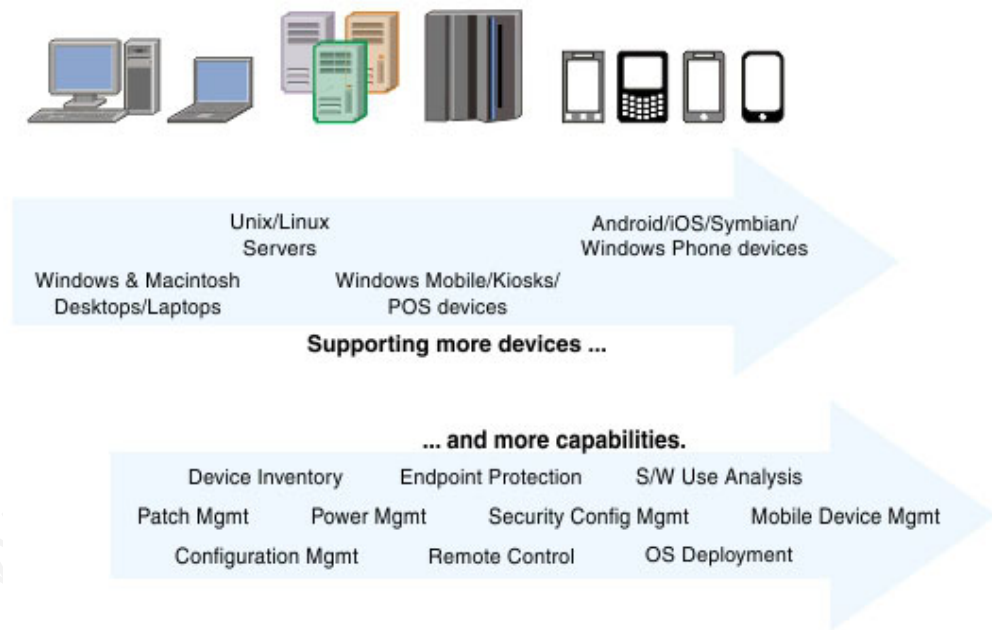 Unix/Linux
Servers
Android/iOS/Symbian/
Windows Phone devices
Windows & Macintosh
Desktops/Laptops
Windows Mobile/Kiosks/
POS devices
Supporting more devices ...
... and more capabilities.
Device Inventory Endpoint Protection S/W Use Analysis
Patch Mgmt Power Mgmt Security Config Mgmt Mobile Device Mgmt
Configuration Mgmt Remote Control OS Deployment